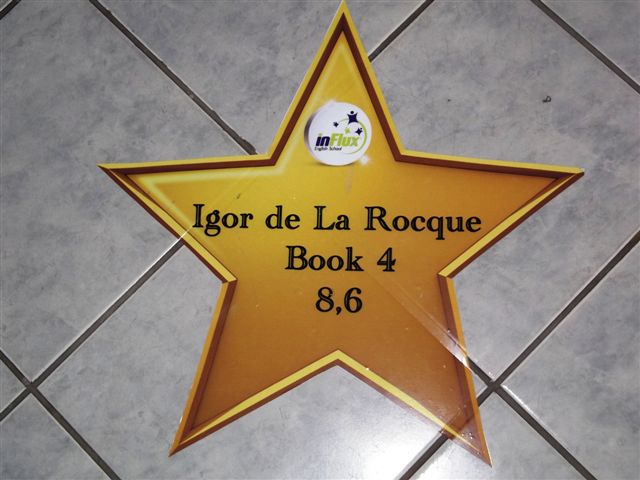 inFlux
English School
Igor de La Rocque
Book 4
8,6